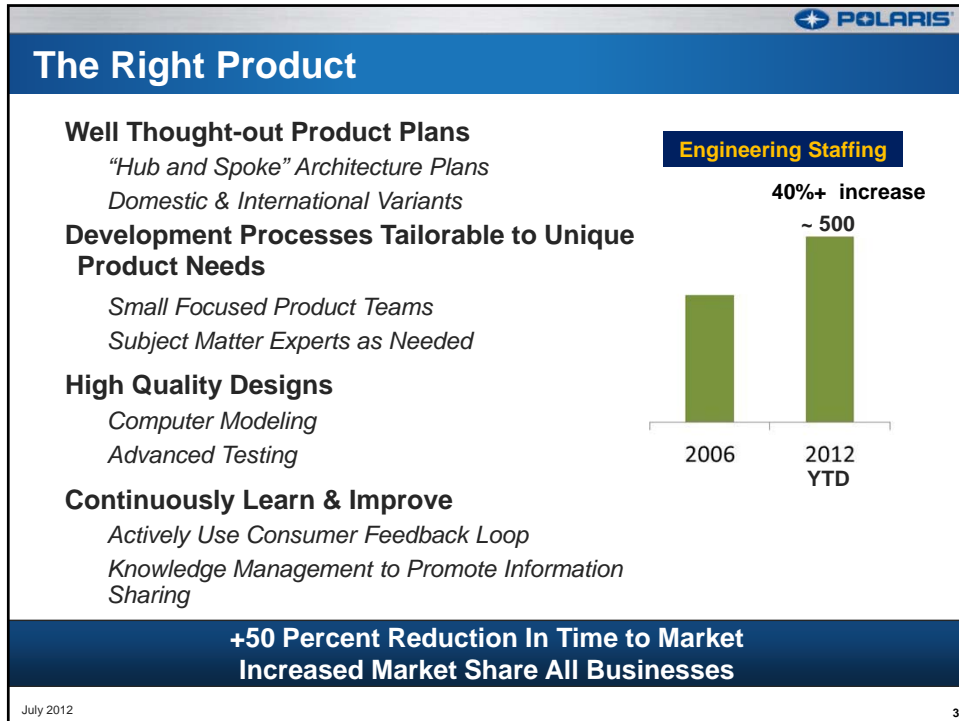 POLARIS
The Right Product
Well Thought-out Product Plans
“Hub and Spoke” Architecture Plans
Domestic & International Variants
Development Processes Tailorable to Unique
Product Needs
Small Focused Product Teams
Subject Matter Experts as Needed
High Quality Designs
Computer Modeling
Advanced Testing
Continuously Learn & Improve
Actively Use Consumer Feedback Loop
Knowledge Management to Promote Information
Sharing
Engineering Staffing
40%+ increase
~ 500
2006
2012
YTD
+50 Percent Reduction In Time to Market
Increased Market Share All Businesses
July 2012
3